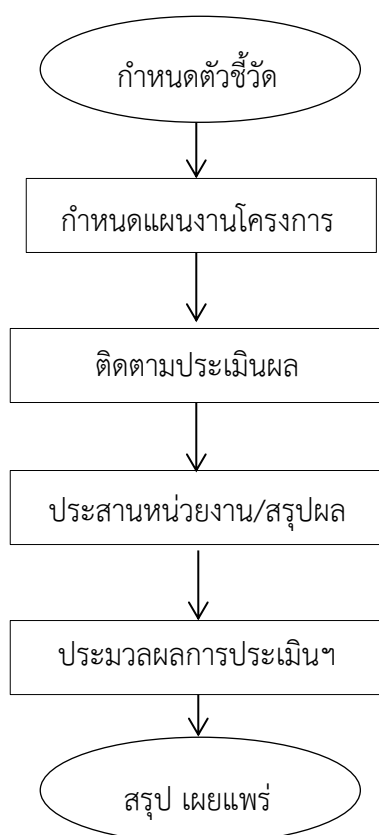 กำหนดตัวชี้วัด
กำหนดแผนงานโครงการ
ติดตามประเมินผล
ประสานหน่วยงาน/สรุปผล
ประมวลผลการประเมินฯ
สรุป เผยแพร่